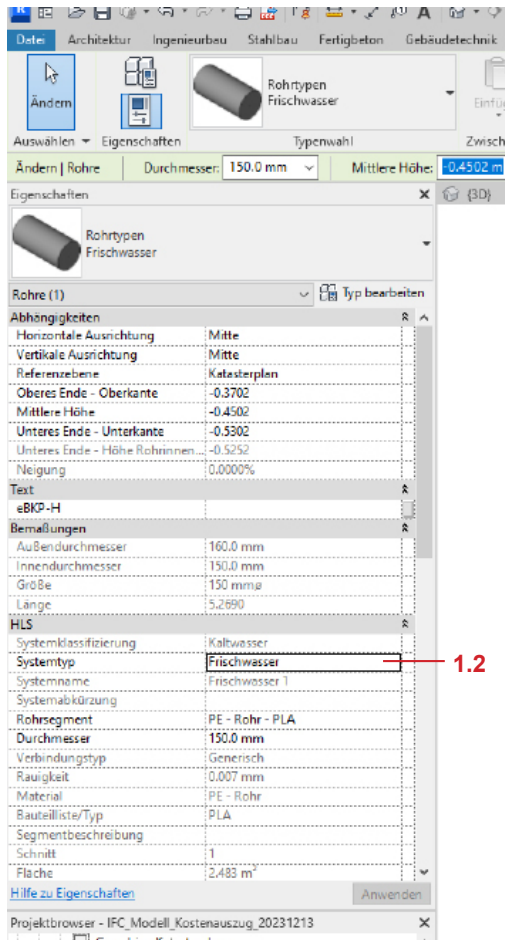 Datei Architektur Ingenieurbau Stahlbau Fertigbeton Gebäudetechnik
Rohrtypen
Frischwasser
Ändern
Einfüg
Auswählen Eigenschaften Typenwahl Zwisch
Ändern | Rohre Durchmesser: 150.0 mm Mittlere Höhe: -0.4502 m
Eigenschaften {3D}
Rohrtypen
Frischwasser
Rohre (1) Typ bearbeiten
Abhängigkeiten
Horizontale Ausrichtung Mitte
Vertikale Ausrichtung Mitte
Referenzebene Katasterplan
Oberes Ende - Oberkante -0.3702
Mittlere Höhe -0.4502
Unteres Ende - Unterkante -0.5302
Unteres Ende - Höhe Rohrinnen... -0.5252
Neigung 0.0000%
Text
eBKP-H
Bemaßungen
Außendurchmesser 160.0 mm
Innendurchmesser 150.0 mm
Größe 150 mmø
Länge 5.2690
HLS
Systemklassifizierung Kaltwasser
Systemtyp Frischwasser 1.2
Systemname Frischwasser 1
Systemabkürzung
Rohrsegment PE - Rohr - PLA
Durchmesser 150.0 mm
Verbindungstyp Generisch
Rauigkeit 0.007 mm
Material PE - Rohr
Bauteilliste/Typ PLA
Segmentbeschreibung
Schnitt 1
Fläche 2.483 m²
Hilfe zu Eigenschaften Anwenden
Projektbrowser - IFC_Modell_Kostenauszug_20231213